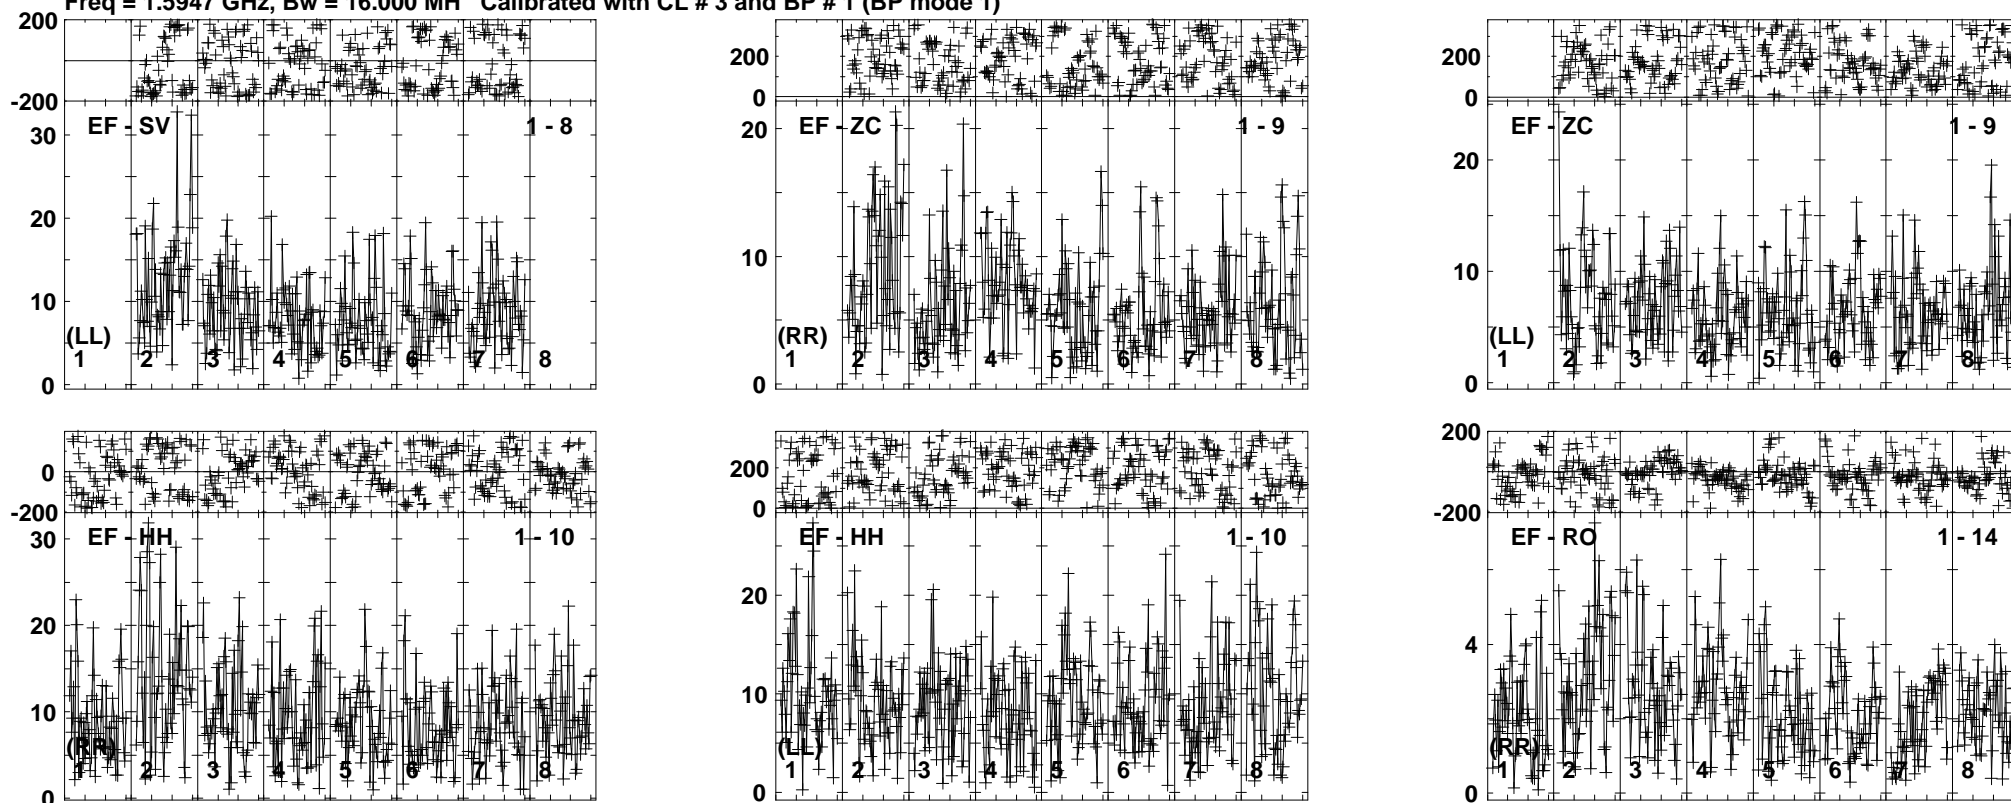 Freq = 1.5947 GHz, Bw = 16.000 MH Calibrated with CL # 3 and BP # 1 (BP mode 1)
200
-200
EF - SV 1 - 8
30
20
10
0
(LL)
1 2 3 4 5 6 7 8
200
0
EF - ZC 1 - 9
20
10
0
(RR)
1 2 3 4 5 6 7 8
200
0
EF - ZC 1 - 9
20
10
0
(LL)
1 2 3 4 5 6 7 8
0
-200
EF - HH 1 - 10
30
20
10
0
(RR)
1 2 3 4 5 6 7 8
200
0
EF - HH 1 - 10
20
10
0
(LL)
1 2 3 4 5 6 7 8
200
0
-200
EF - RO 1 - 14
4
0
(RR)
1 2 3 4 5 6 7 8